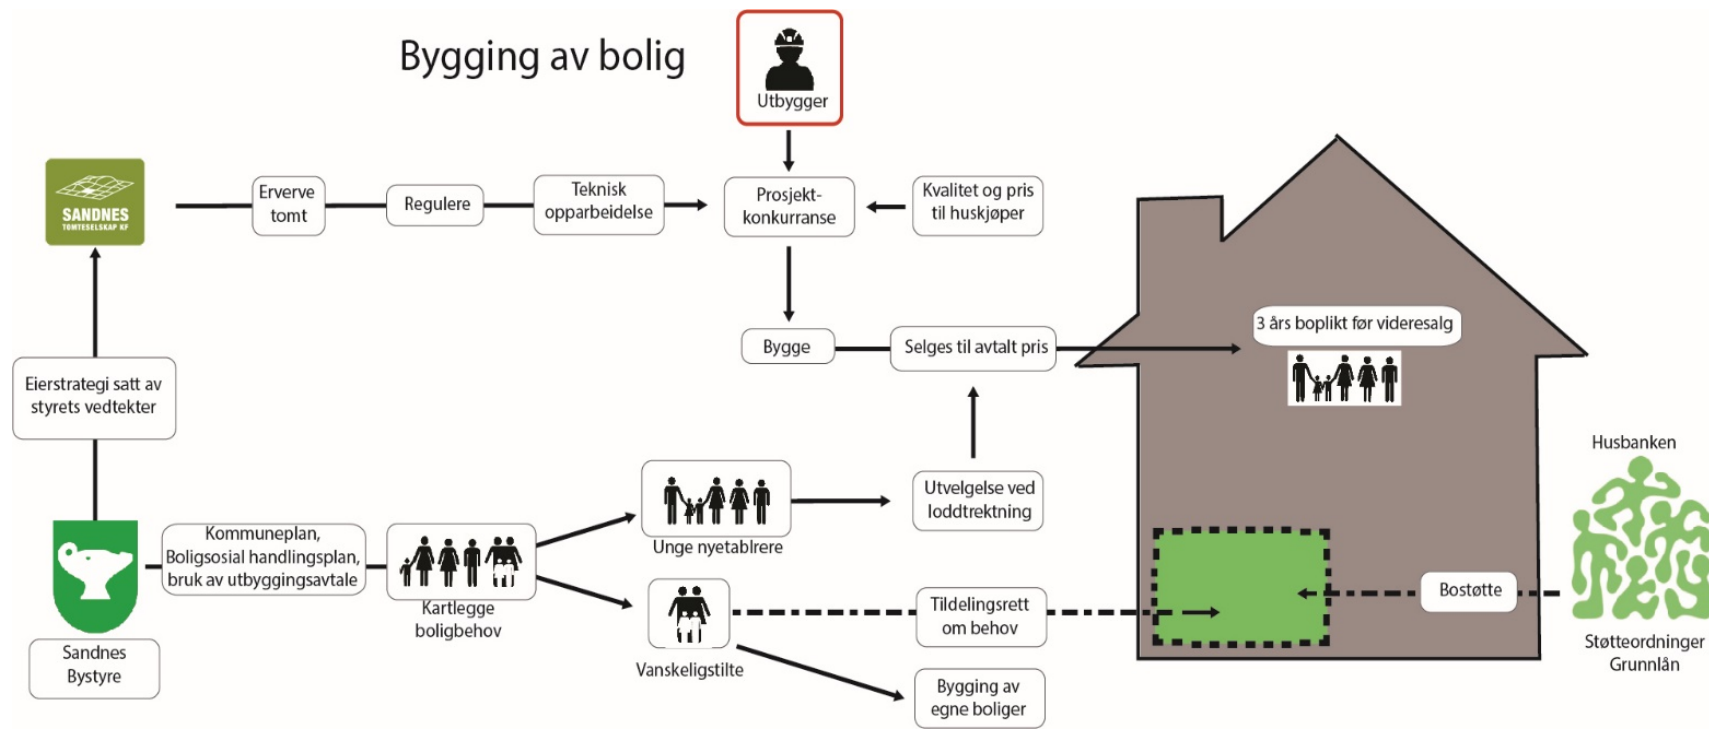 Bygging av bolig
Utbygger
SANDNES
TOMTESELSKAP KF
Erverve
tomt
Regulere
Teknisk
opparbeidelse
Prosjekt-
konkurranse
Kvalitet og pris
til huskjøper
Bygge
Selges til avtalt pris
3 års boplikt før videresalg
Eierstrategi satt av
styrets vedtekter
Husbanken
Utvelgelse ved
loddtrektning
Unge nyetablrere
Kommuneplan,
Boligsosial handlingsplan,
bruk av utbyggingsavtale
Kartlegge
boligbehov
Tildelingsrett
om behov
Bostøtte
Sandnes
Bystyre
Vanskeligstilte
Støtteordninger
Grunnlån
Bygging av
egne boliger